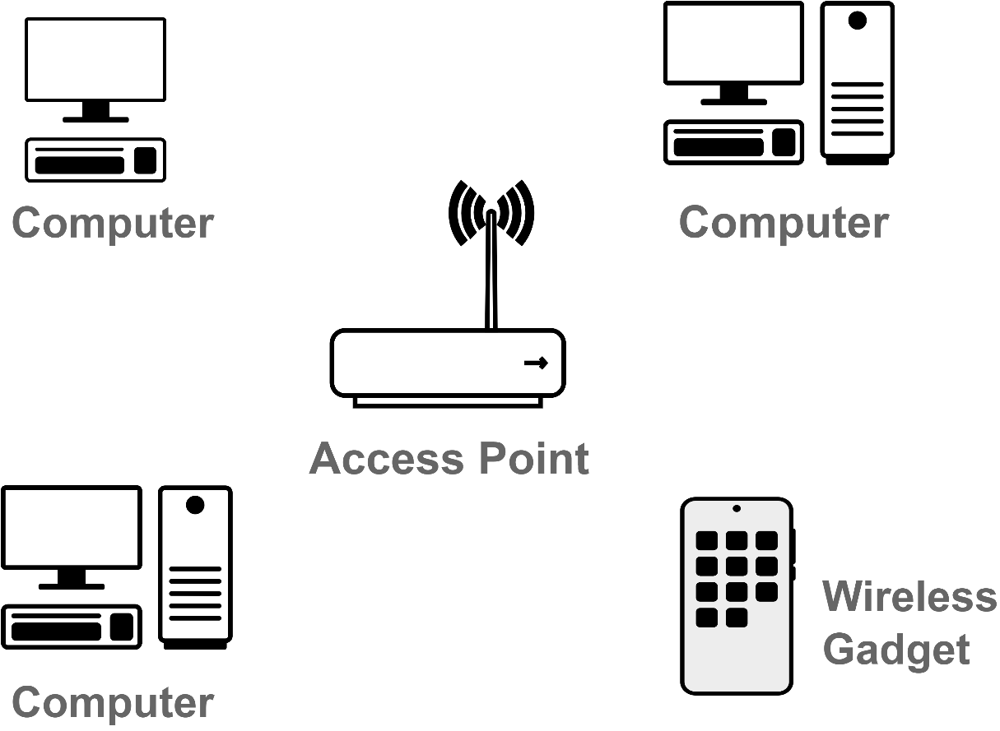 Computer
Computer
Access Point
Wireless
Gadget
Computer